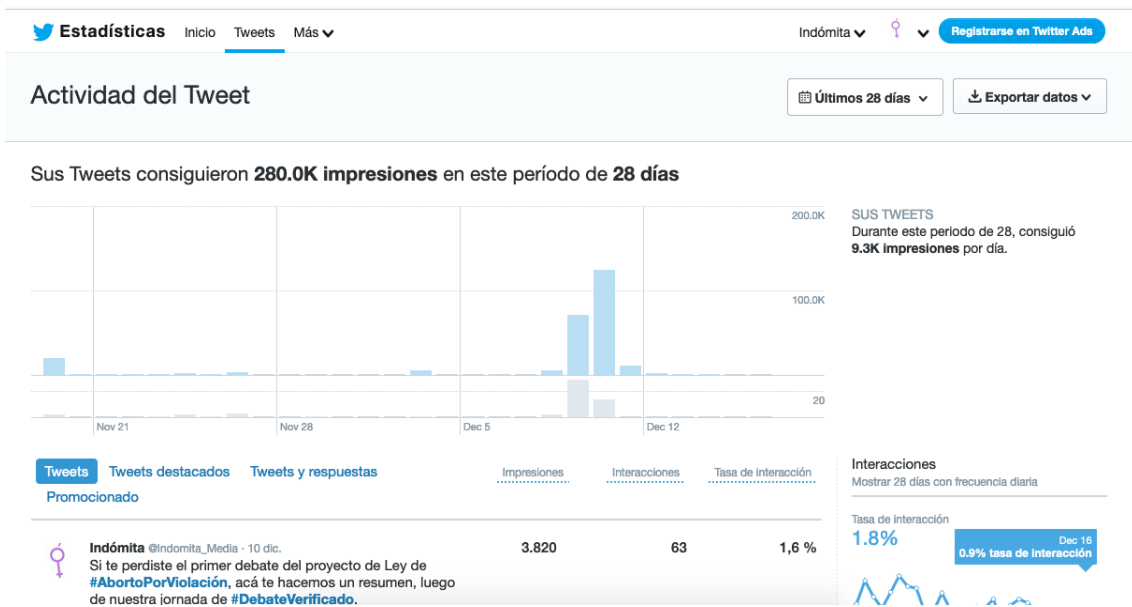 Estadísticas Inicio Tweets Más Indómita Registrarse en Twitter Ads
Actividad del Tweet
Últimos 28 días Exportar datos
Sus Tweets consiguieron 280.0K impresiones en este período de 28 días
200.0K
100.0K
20
Nov 21 Nov 28 Dec 5 Dec 12
SUS TWEETS
Durante este periodo de 28, consiguió
9.3K impresiones por día.
Tweets Tweets destacados Tweets y respuestas
Promocionado
Impresiones Interacciones Tasa de interacción
Indómita @Indomita_Media · 10 dic. 3.820 63 1,6 %
Si te perdiste el primer debate del proyecto de Ley de
#AbortoPorViolación, acá te hacemos un resumen, luego
de nuestra jornada de #DebateVerificado.
Interacciones
Mostrar 28 días con frecuencia diaria
Tasa de interacción
1.8%
Dec 16
0.9% tasa de interacción